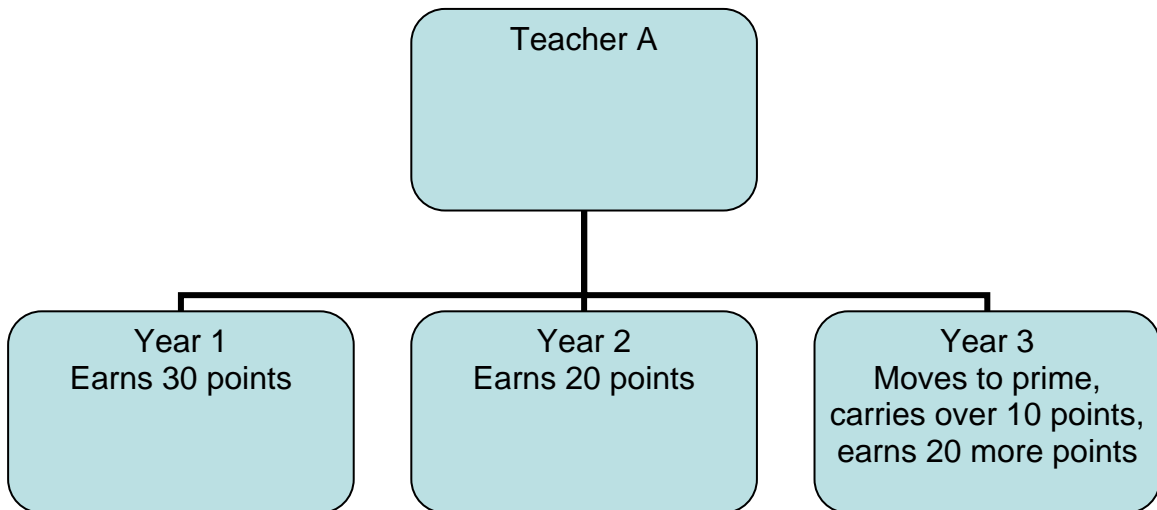 Teacher A
Year 1
Earns 30 points
Year 2
Earns 20 points
Year 3
Moves to prime,
carries over 10 points,
earns 20 more points